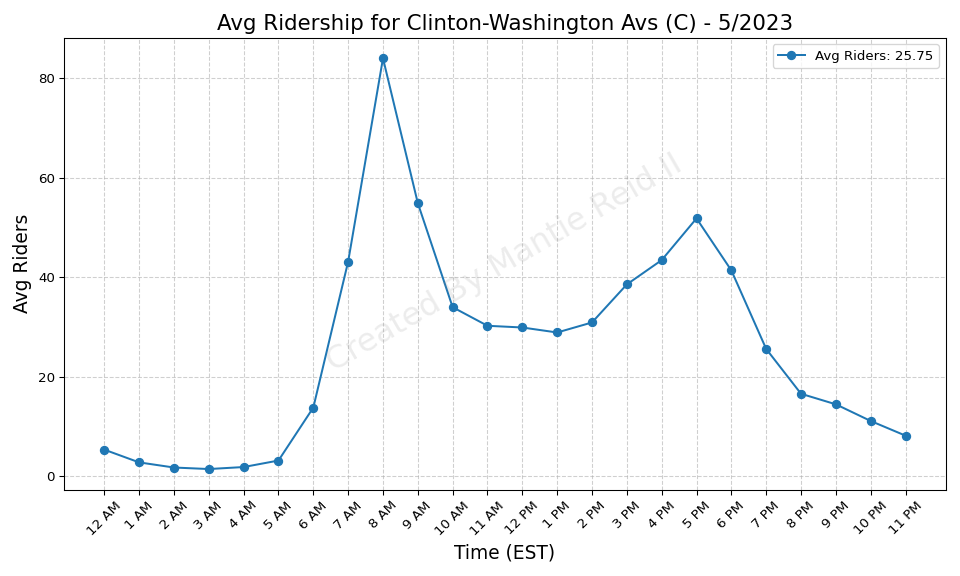 Avg Ridership for Clinton-Washington Avs (C) - 5/2023
Avg Riders: 25.75
80
60
40
20
0
Avg Riders
Created By Mantie Reid II
12 AM
1 AM
2 AM
3 AM
4 AM
5 AM
6 AM
7 AM
8 AM
9 AM
10 AM
11 AM
12 PM
1 PM
2 PM
3 PM
4 PM
5 PM
6 PM
7 PM
8 PM
9 PM
10 PM
11 PM
Time (EST)